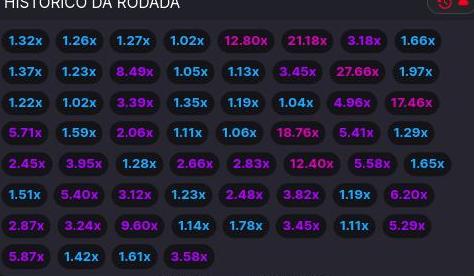 HISTÓRICO DA RODADA
1.32x 1.26x 1.27x 1.02x 12.80x 21.18x 3.18x 1.66x
1.37x 1.23x 8.49x 1.05x 1.13x 3.45x 27.66x 1.97x
1.22x 1.02x 3.39x 1.35x 1.19x 1.04x 4.96x 17.46x
5.71x 1.59x 2.06x 1.11x 1.06x 18.76x 5.41x 1.29x
2.45x 3.95x 1.28x 2.66x 2.83x 12.40x 5.58x 1.65x
1.51x 5.40x 3.12x 1.23x 2.48x 3.82x 1.19x 6.20x
2.87x 3.24x 9.60x 1.14x 1.78x 3.45x 1.11x 5.29x
5.87x 1.42x 1.61x 3.58x